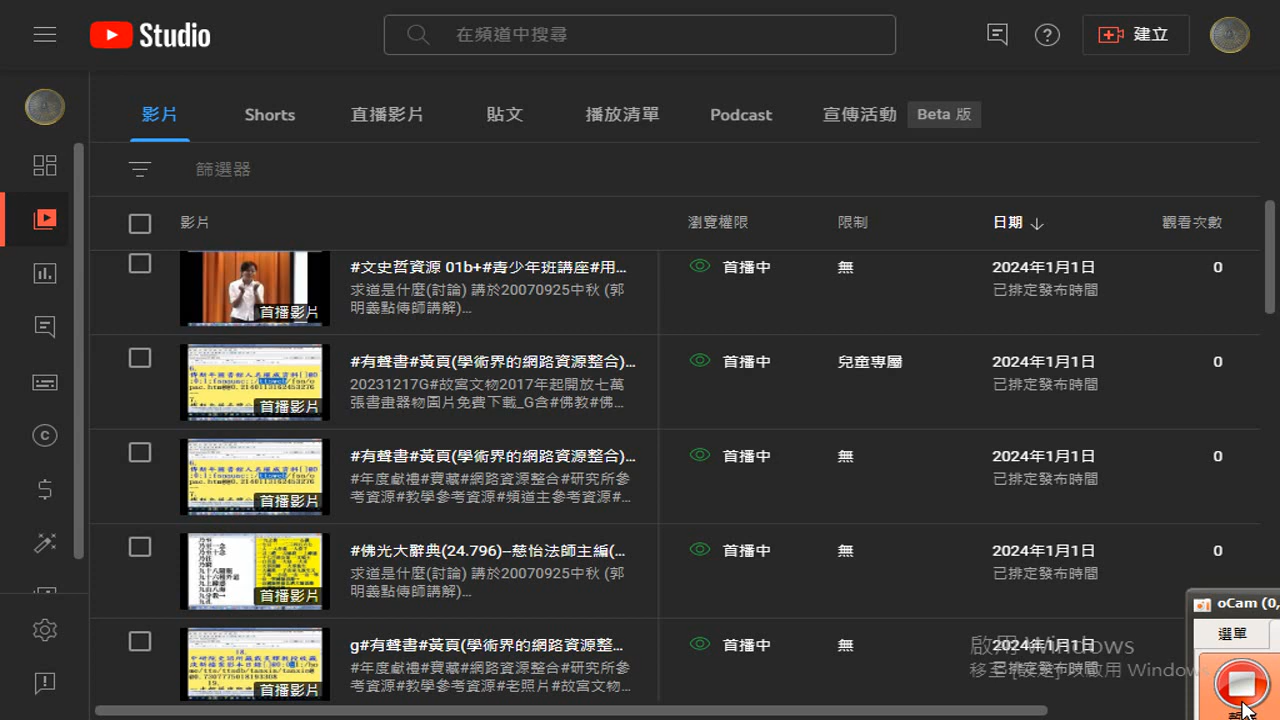 Studio
在頻道中搜尋
建立
影片 Shorts 直播影片 貼文 播放清單 Podcast 宣傳活動 Beta 版
篩選器
影片 瀏覽權限 限制 日期 觀看次數
首播影片
#文史哲資源 01b+#青少年班講座#用...
求道是什麼(討論) 講於20070925中秋 (郭
明義點傳師講解)...
首播中 無 2024年1月1日 0
已排定發布時間
首播影片
#有聲書#黃頁(學術界的網路資源整合)...
20231217G#故宮文物2017年起開放七萬
張書畫器物圖片免費下載_G含#佛教#佛...
首播中 兒童專屬 2024年1月1日 0
已排定發布時間
首播影片
#有聲書#黃頁(學術界的網路資源整合)...
#年度獻禮#寶藏#網路資源整合#研究所參
考資源#教學參考資源#頻道主參考資源#...
首播中 無 2024年1月1日 0
已排定發布時間
首播影片
#佛光大辭典(24.796)–慈怡法師主編(...
求道是什麼(討論) 講於20070925中秋 (郭
明義點傳師講解)...
首播中 無 2024年1月1日 0
已排定發布時間
首播影片
g#有聲書#黃頁(學術界的網路資源整...
#年度獻禮#寶藏#網路資源整合#研究所參
考資源#教學參考資源#老照片#故宮文物...
首播中 無 2024年1月1日
已排定發布時間
oCam (0,
選單